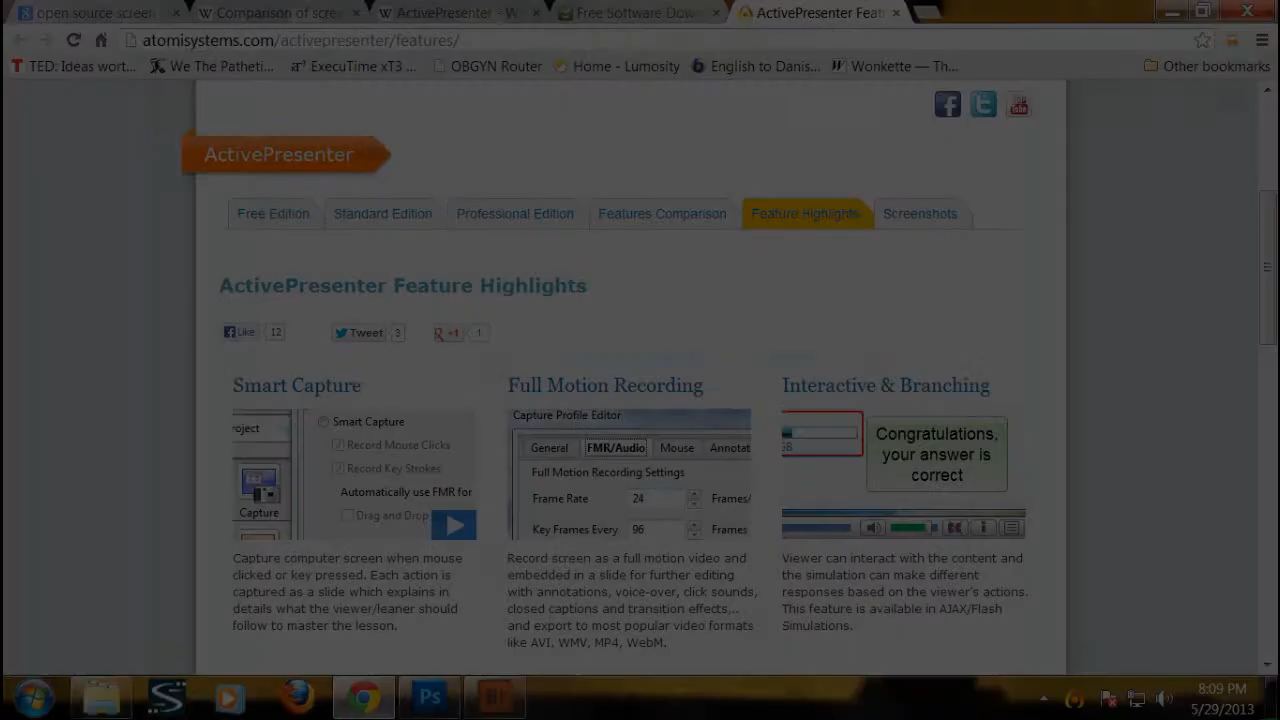 open source screen
Comparison of scre
ActivePresenter - W
Free Software Dow
ActivePresenter Feat
atomisystems.com/activepresenter/features/
TED: Ideas wort...
We The Patheti...
ExecuTime xT3 ...
OBGYN Router
Home - Lumosity
English to Danis...
Wonkette — Th...
Other bookmarks
ActivePresenter
Free Edition
Standard Edition
Professional Edition
Features Comparison
Feature Highlights
Screenshots
ActivePresenter Feature Highlights
Like 12
Tweet 3
+1 1
Smart Capture
roject
Capture
Smart Capture
Record Mouse Clicks
Record Key Strokes
Automatically use FMR for
Drag and Drop
Capture computer screen when mouse
clicked or key pressed. Each action is
captured as a slide which explains in
details what the viewer/leaner should
follow to master the lesson.
Full Motion Recording
Capture Profile Editor
General FMR/Audio Mouse Annotat
Full Motion Recording Settings
Frame Rate 24 Frames/
Key Frames Every 96 Frames
Record screen as a full motion video and
embedded in a slide for further editing
with annotations, voice-over, click sounds,
closed captions and transition effects,..
and export to most popular video formats
like AVI, WMV, MP4, WebM.
Interactive & Branching
Congratulations,
your answer is
correct
Viewer can interact with the content and
the simulation can make different
responses based on the viewer's actions.
This feature is available in AJAX/Flash
Simulations.
Ps
Br
8:09 PM
5/29/2013